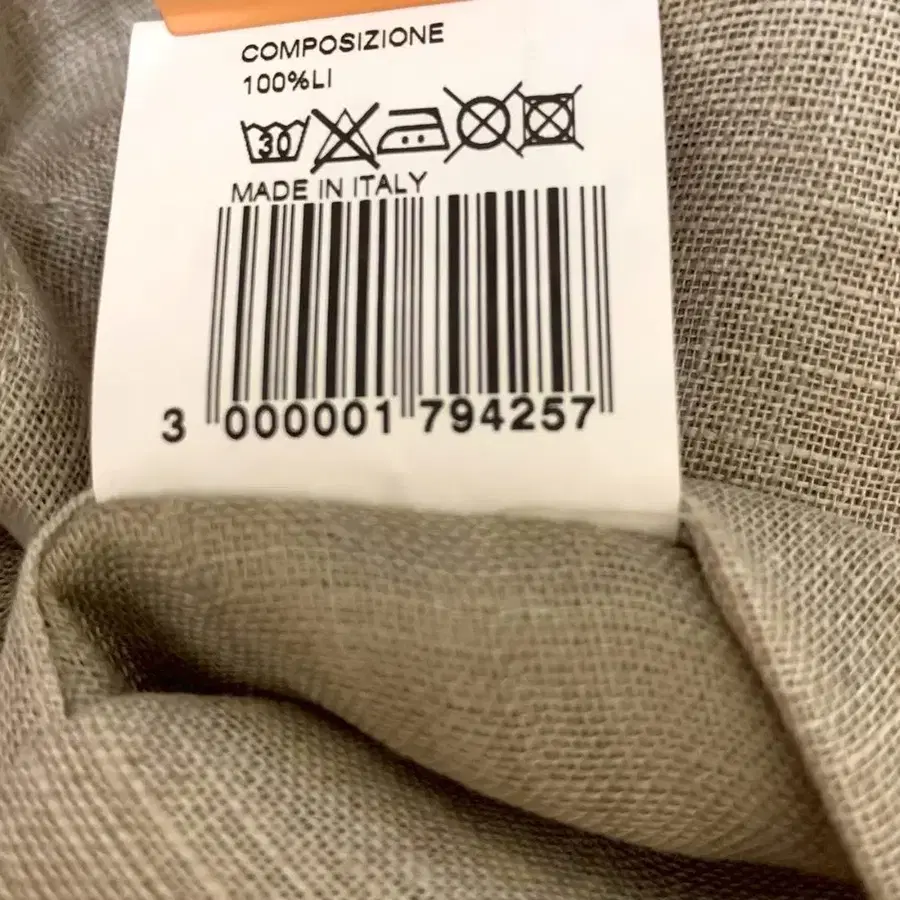 COMPOSIZIONE
100%LI
30
MADE IN ITALY
3 000001 794257